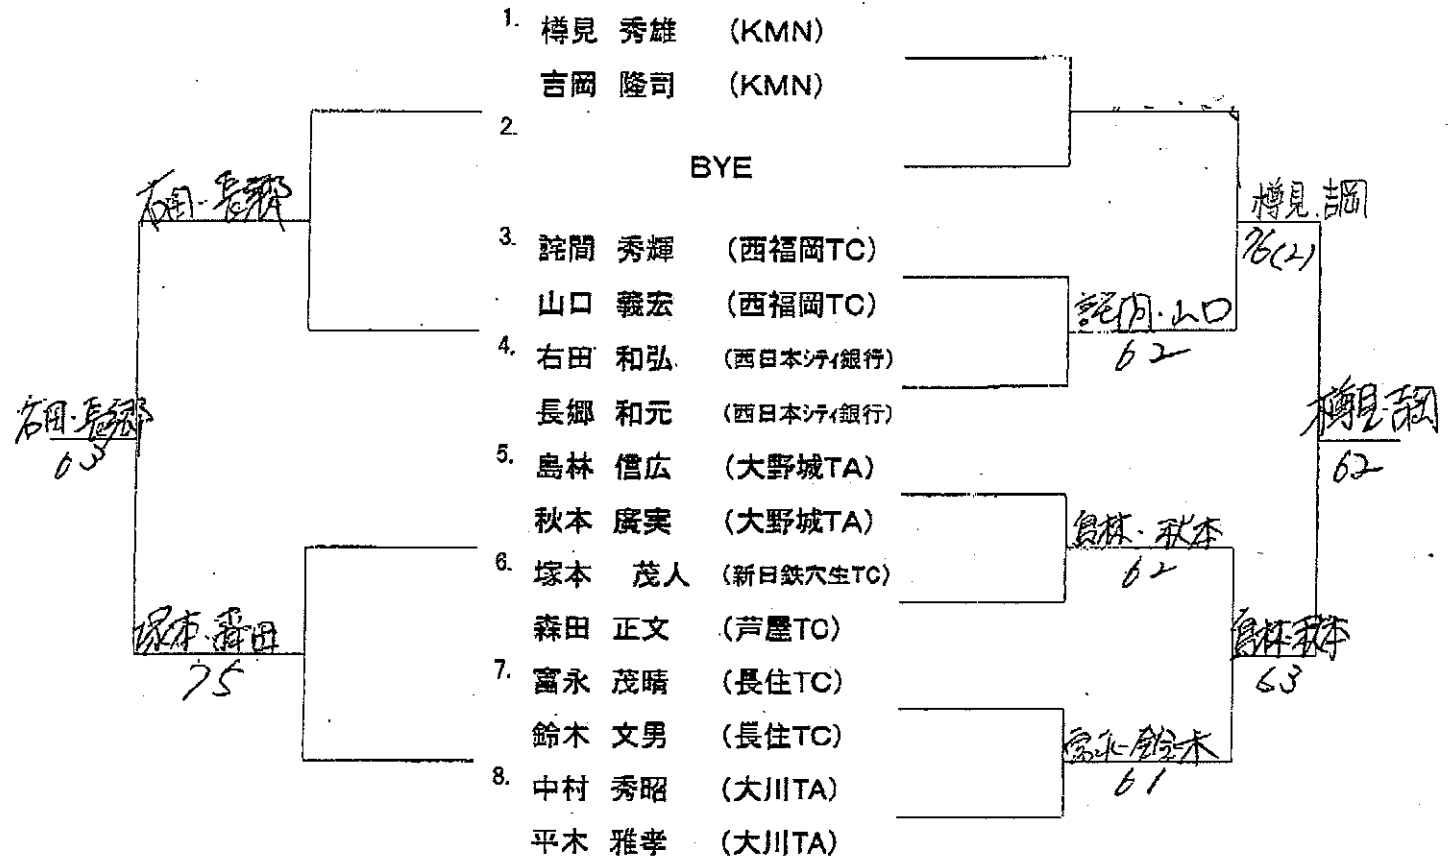 1. 樽見 秀雄 (KMN)
吉岡 隆司 (KMN)
2.
BYE
右田・長郷
樽見・吉岡
76(2)
3. 詫間 秀輝 (西福岡TC)
山口 義宏 (西福岡TC)
詫間・山口
62
4. 右田 和弘 (西日本シティ銀行)
長郷 和元 (西日本シティ銀行)
右田・長郷
63
樽見・吉岡
62
5. 島林 信広 (大野城TA)
秋本 廣実 (大野城TA)
島林・秋本
62
6. 塚本 茂人 (新日鉄穴生TC)
森田 正文 (芦屋TC)
塚本・森田
75
島林・秋本
63
7. 富永 茂晴 (長住TC)
鈴木 文男 (長住TC)
富永・鈴木
61
8. 中村 秀昭 (大川TA)
平木 雅孝 (大川TA)